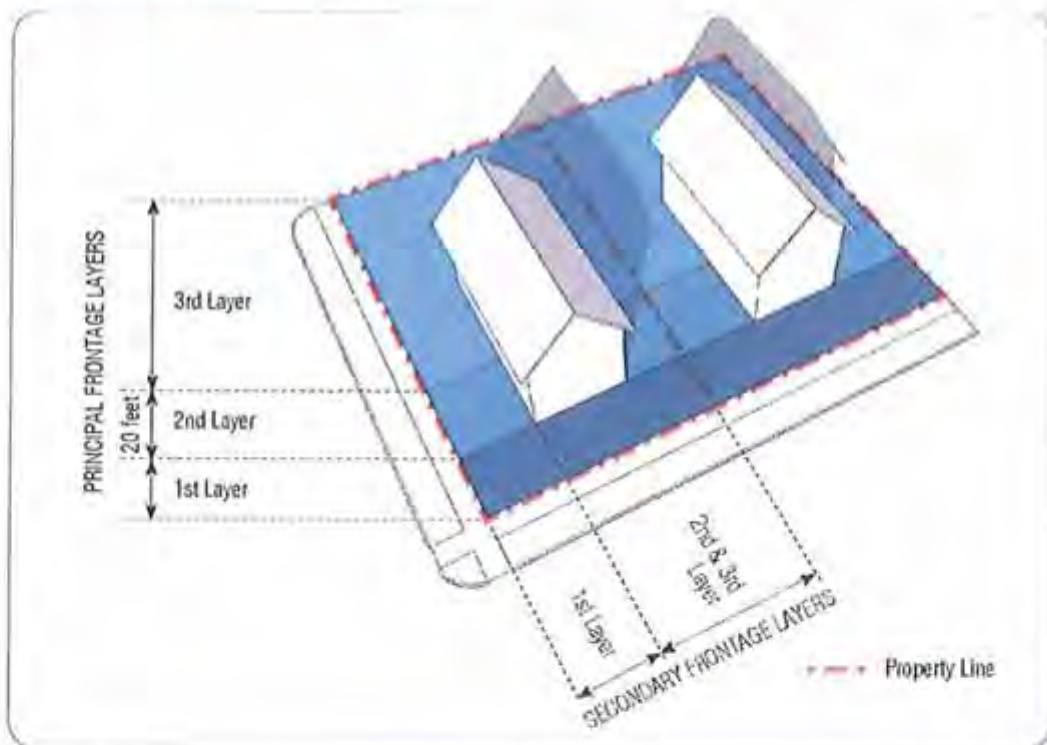 PRINCIPAL FRONTAGE LAYERS
3rd Layer
20 feet
2nd Layer
1st Layer
1st Layer
2nd & 3rd
Layer
SECONDARY FRONTAGE LAYERS
Property Line